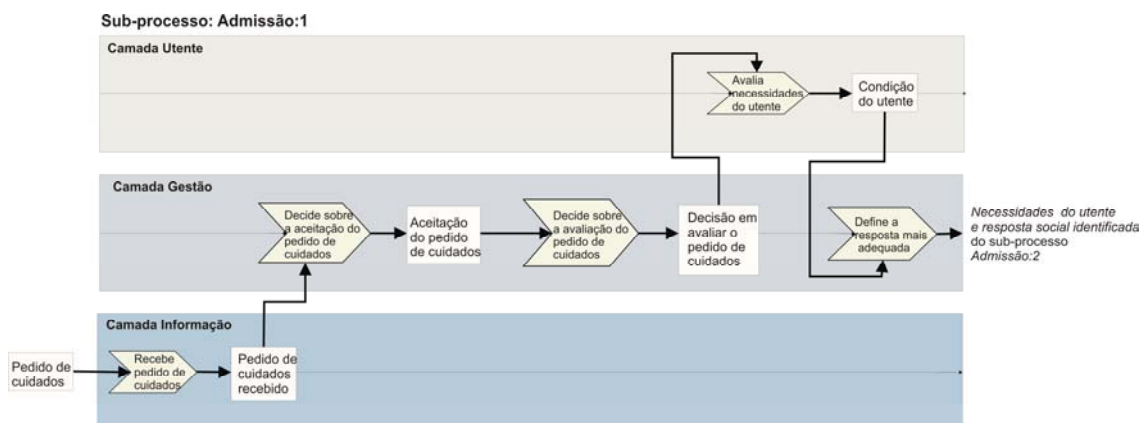 Sub-processo: Admissão:1
Camada Utente
Avalia
necessidades
do utente
Condição
do utente
Camada Gestão
Decide sobre
a aceitação do
pedido de
cuidados
Aceitação
do pedido
de cuidados
Decide sobre
a avaliação do
pedido de
cuidados
Decisão em
avaliar o
pedido de
cuidados
Define a
resposta mais
adequada
Necessidades do utente
e resposta social identificada
do sub-processo
Admissão:2
Camada Informação
Pedido de
cuidados
Recebe
pedido de
cuidados
Pedido de
cuidados
recebido